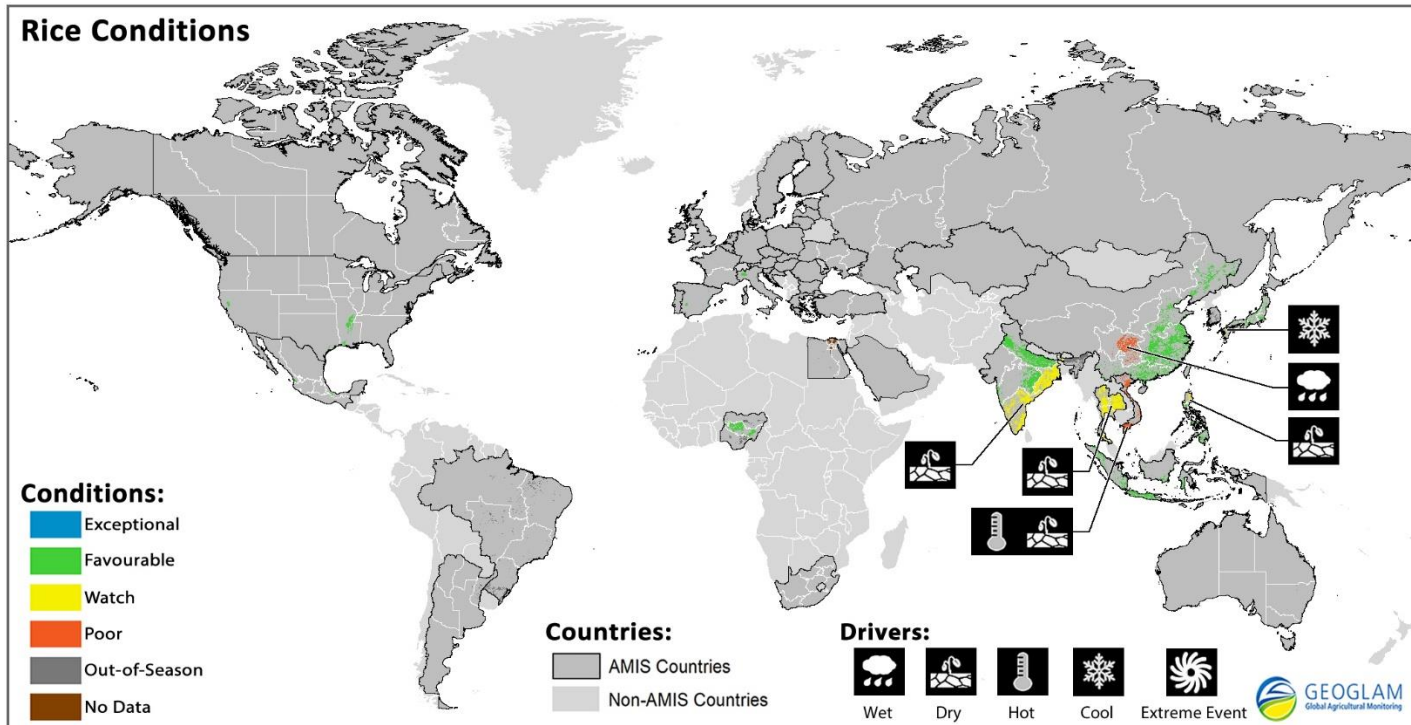 Rice Conditions
Conditions:
Exceptional
Favourable
Watch
Poor
Out-of-Season
No Data
Countries:
AMIS Countries
Non-AMIS Countries
Drivers:
Wet
Dry
Hot
Cool
Extreme Event
GEOGLAM
Global Agricultural Monitoring